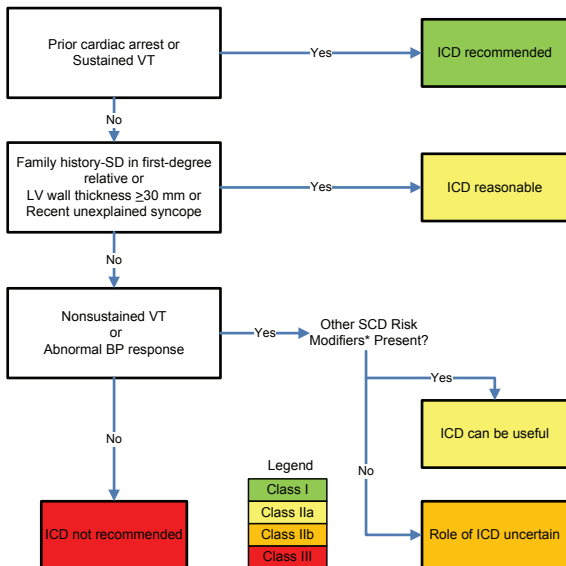 Prior cardiac arrest or
Sustained VT
Yes
ICD recommended
No
Family history-SD in first-degree
relative or
LV wall thickness ≥30 mm or
Recent unexplained syncope
Yes
ICD reasonable
No
Nonsustained VT
or
Abnormal BP response
Yes
Other SCD Risk
Modifiers* Present?
Yes
ICD can be useful
No
No
Legend
Class I
Class IIa
Class IIb
Class III
ICD not recommended
Role of ICD uncertain